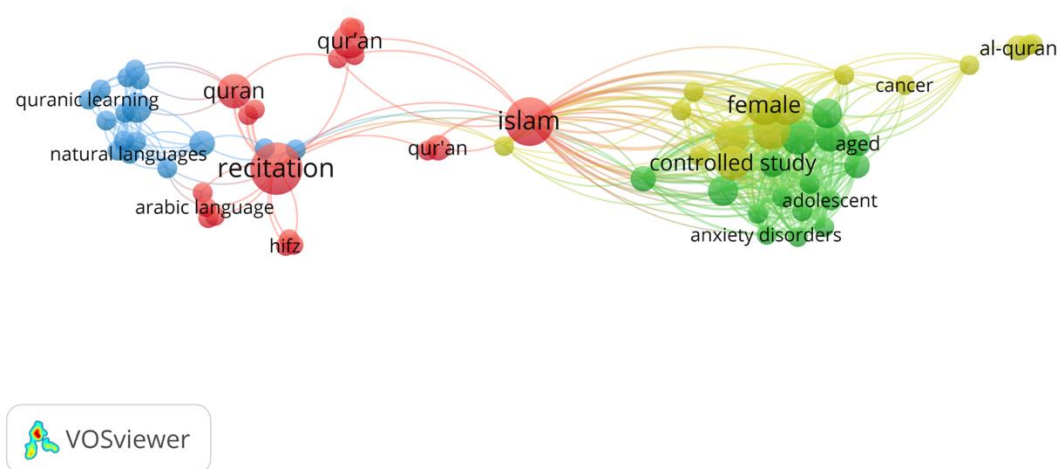 qur'an
al-quran
cancer
quran
quranic learning
female
islam
aged
qur'an
natural languages
controlled study
recitation
adolescent
arabic language
anxiety disorders
hifz
VOSviewer